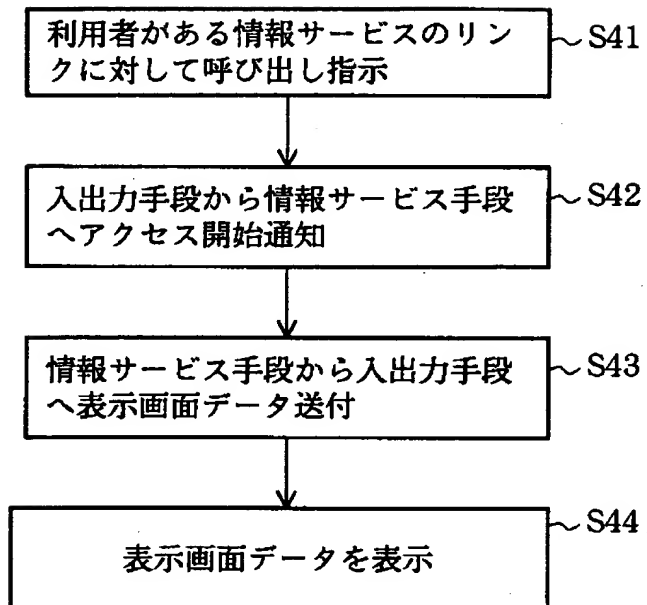 利用者がある情報サービスのリン
クに対して呼び出し指示
S41
入出力手段から情報サービス手段
へアクセス開始通知
S42
情報サービス手段から入出力手段
へ表示画面データ送付
S43
表示画面データを表示
S44